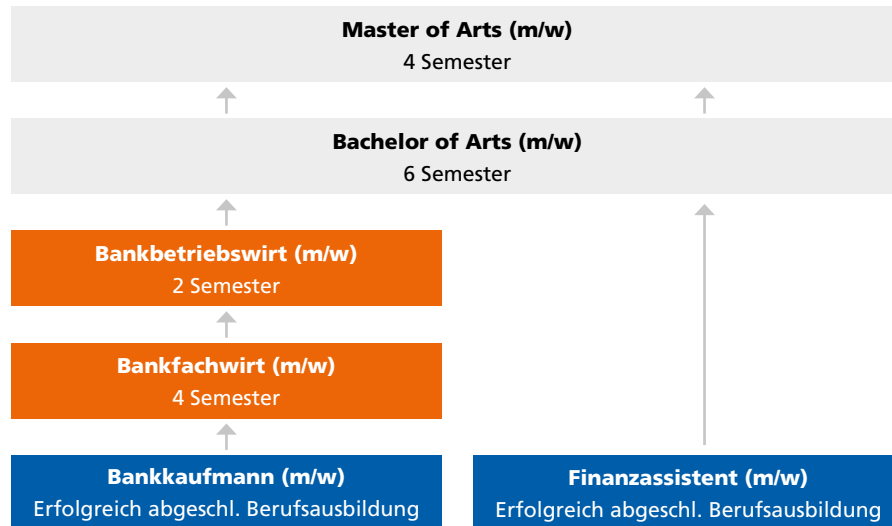 Master of Arts (m/w)
4 Semester
Bachelor of Arts (m/w)
6 Semester
Bankbetriebswirt (m/w)
2 Semester
Bankfachwirt (m/w)
4 Semester
Bankkaufmann (m/w)
Erfolgreich abgeschl. Berufsausbildung
Finanzassistent (m/w)
Erfolgreich abgeschl. Berufsausbildung